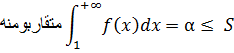 متقاربومنه ∫₁^{+∞} f(x)dx = α ≤ S